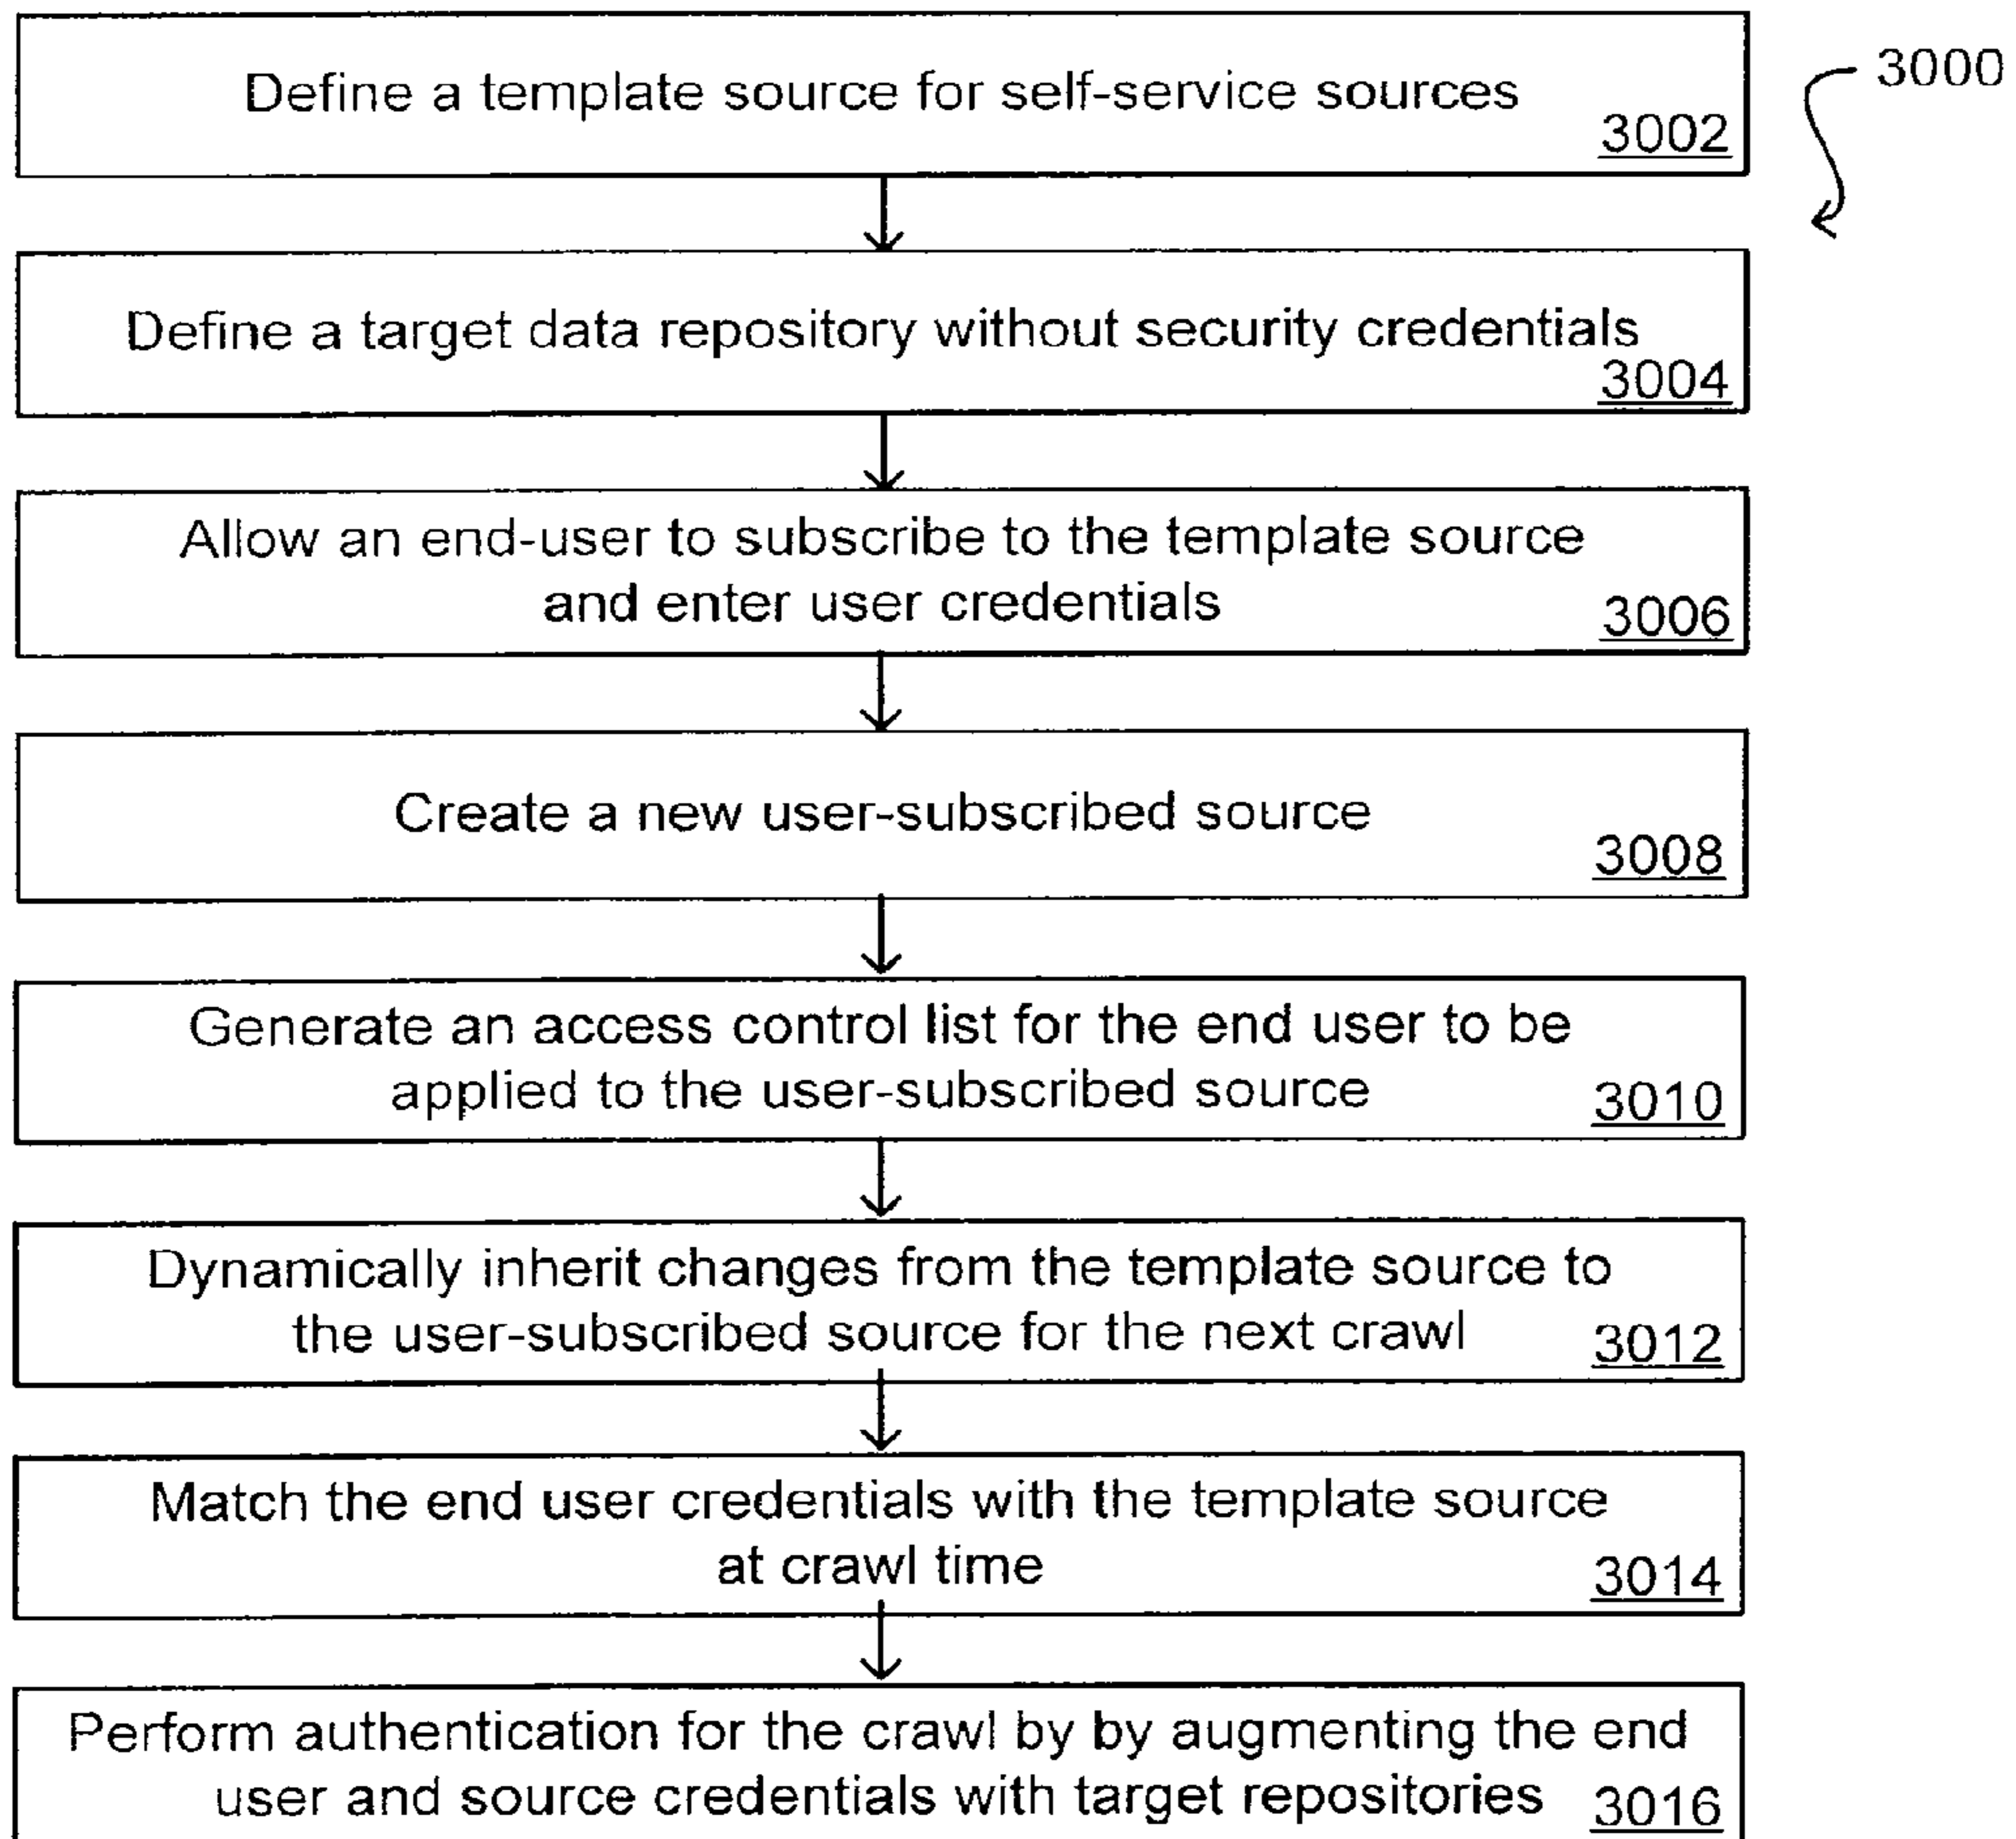 3000
Define a template source for self-service sources
3002
Define a target data repository without security credentials
3004
Allow an end-user to subscribe to the template source
and enter user credentials
3006
Create a new user-subscribed source
3008
Generate an access control list for the end user to be
applied to the user-subscribed source
3010
Dynamically inherit changes from the template source to
the user-subscribed source for the next crawl
3012
Match the end user credentials with the template source
at crawl time
3014
Perform authentication for the crawl by by augmenting the end
user and source credentials with target repositories
3016